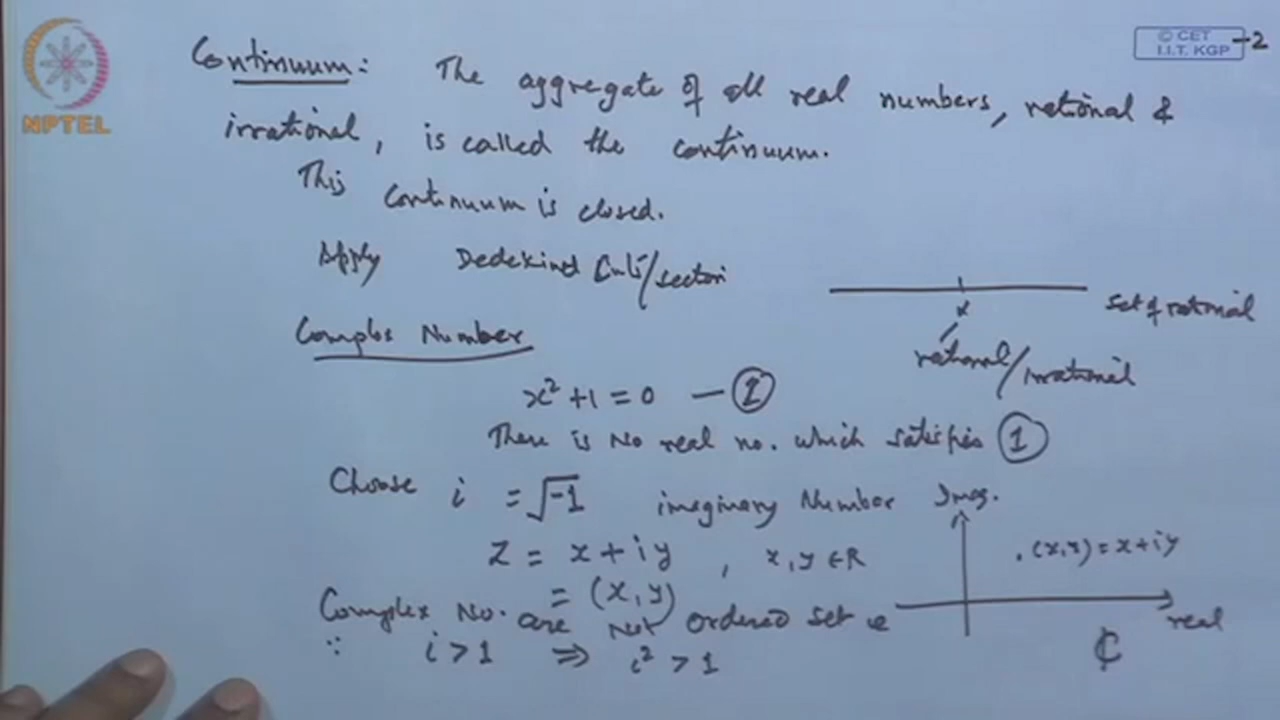 NPTEL
© CET
I.I.T. KGP
-2
Continuum: The aggregate of all real numbers, rational &
irrational, is called the continuum.
This continuum is closed.
Apply Dedekind Cuts/section
set of rational
x
rational/irrational
Complex Number
x² + 1 = 0 — ①
There is No real no. which satisfies ①
Choose i = √-1 imaginary Number
Imag.
Z = x + iy , x, y ∈ R
. (x, y) = x + iy
= (x, y)
real
Complex No. are Not ordered set ie
∵ i > 1 ⇒ i² > 1
ℂ